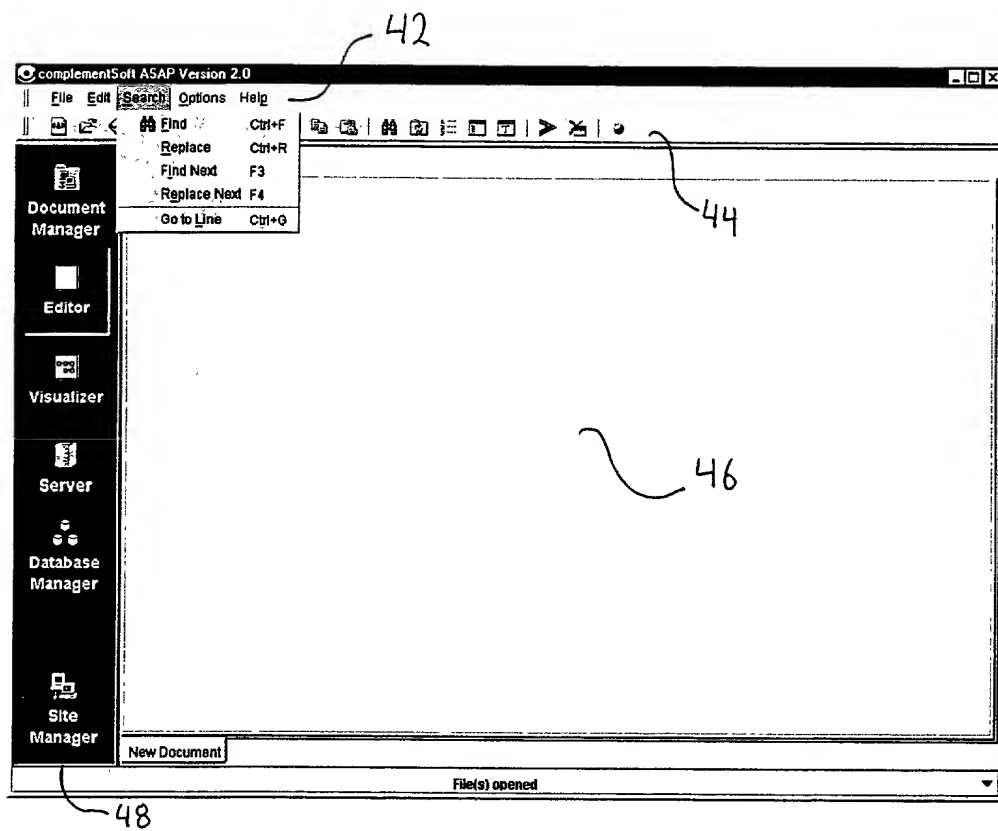 42
complementSoft ASAP Version 2.0
File Edit Search Options Help
Find Ctrl+F
Replace Ctrl+R
Find Next F3
Replace Next F4
Go to Line Ctrl+G
44
Document
Manager
Editor
Visualizer
Server
Database
Manager
Site
Manager
46
New Document
File(s) opened
48